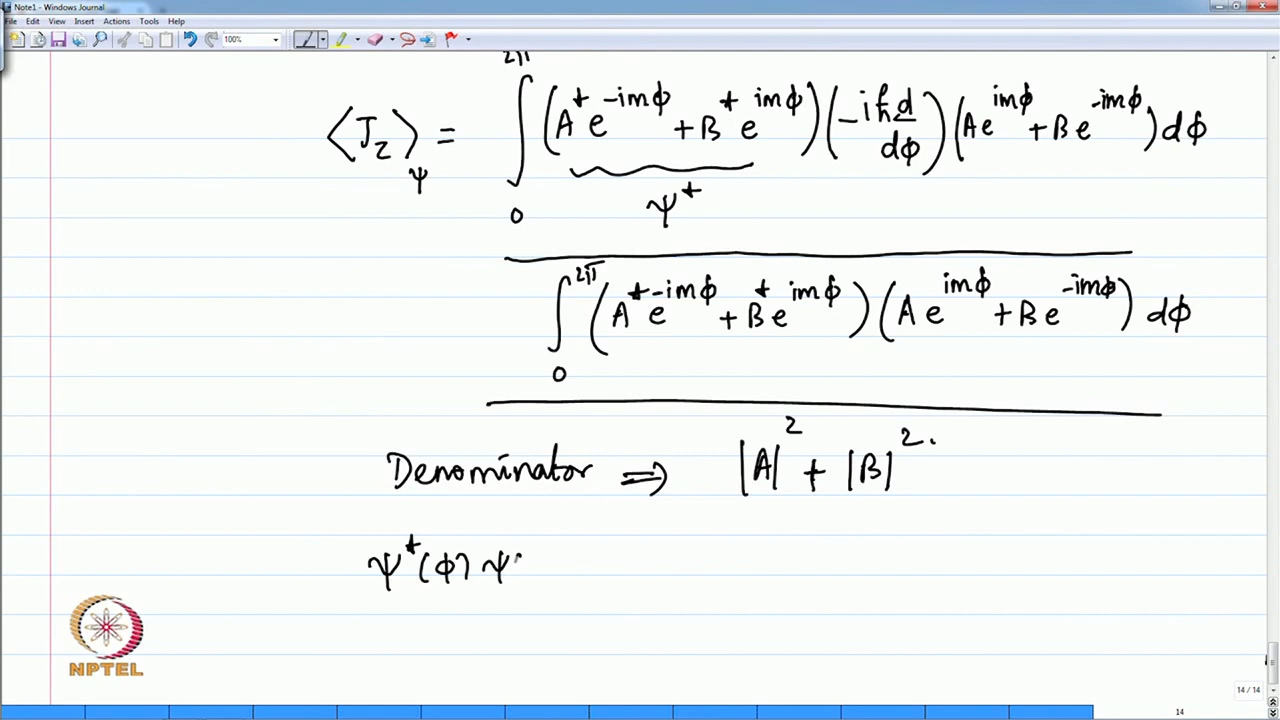 Note1 - Windows Journal
File Edit View Insert Actions Tools Help
100%
2π
⟨J_z⟩_ψ = ∫_0 (A* e^{-imφ} + B* e^{imφ}) (-iħ d/dφ) (A e^{imφ} + B e^{-imφ}) dφ
ψ*
∫_0^{2π} (A* e^{-imφ} + B* e^{imφ}) (A e^{imφ} + B e^{-imφ}) dφ
Denominator ⟹ |A|² + |B|².
ψ*(φ) ψ
NPTEL
14 / 14
14